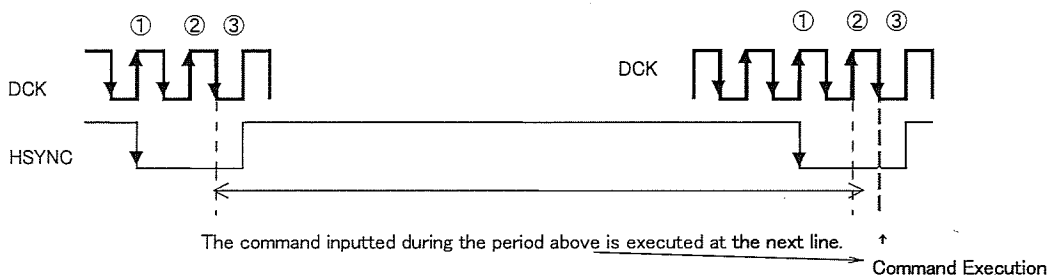 ① ② ③
① ② ③
DCK
DCK
HSYNC
The command inputted during the period above is executed at the next line.
Command Execution